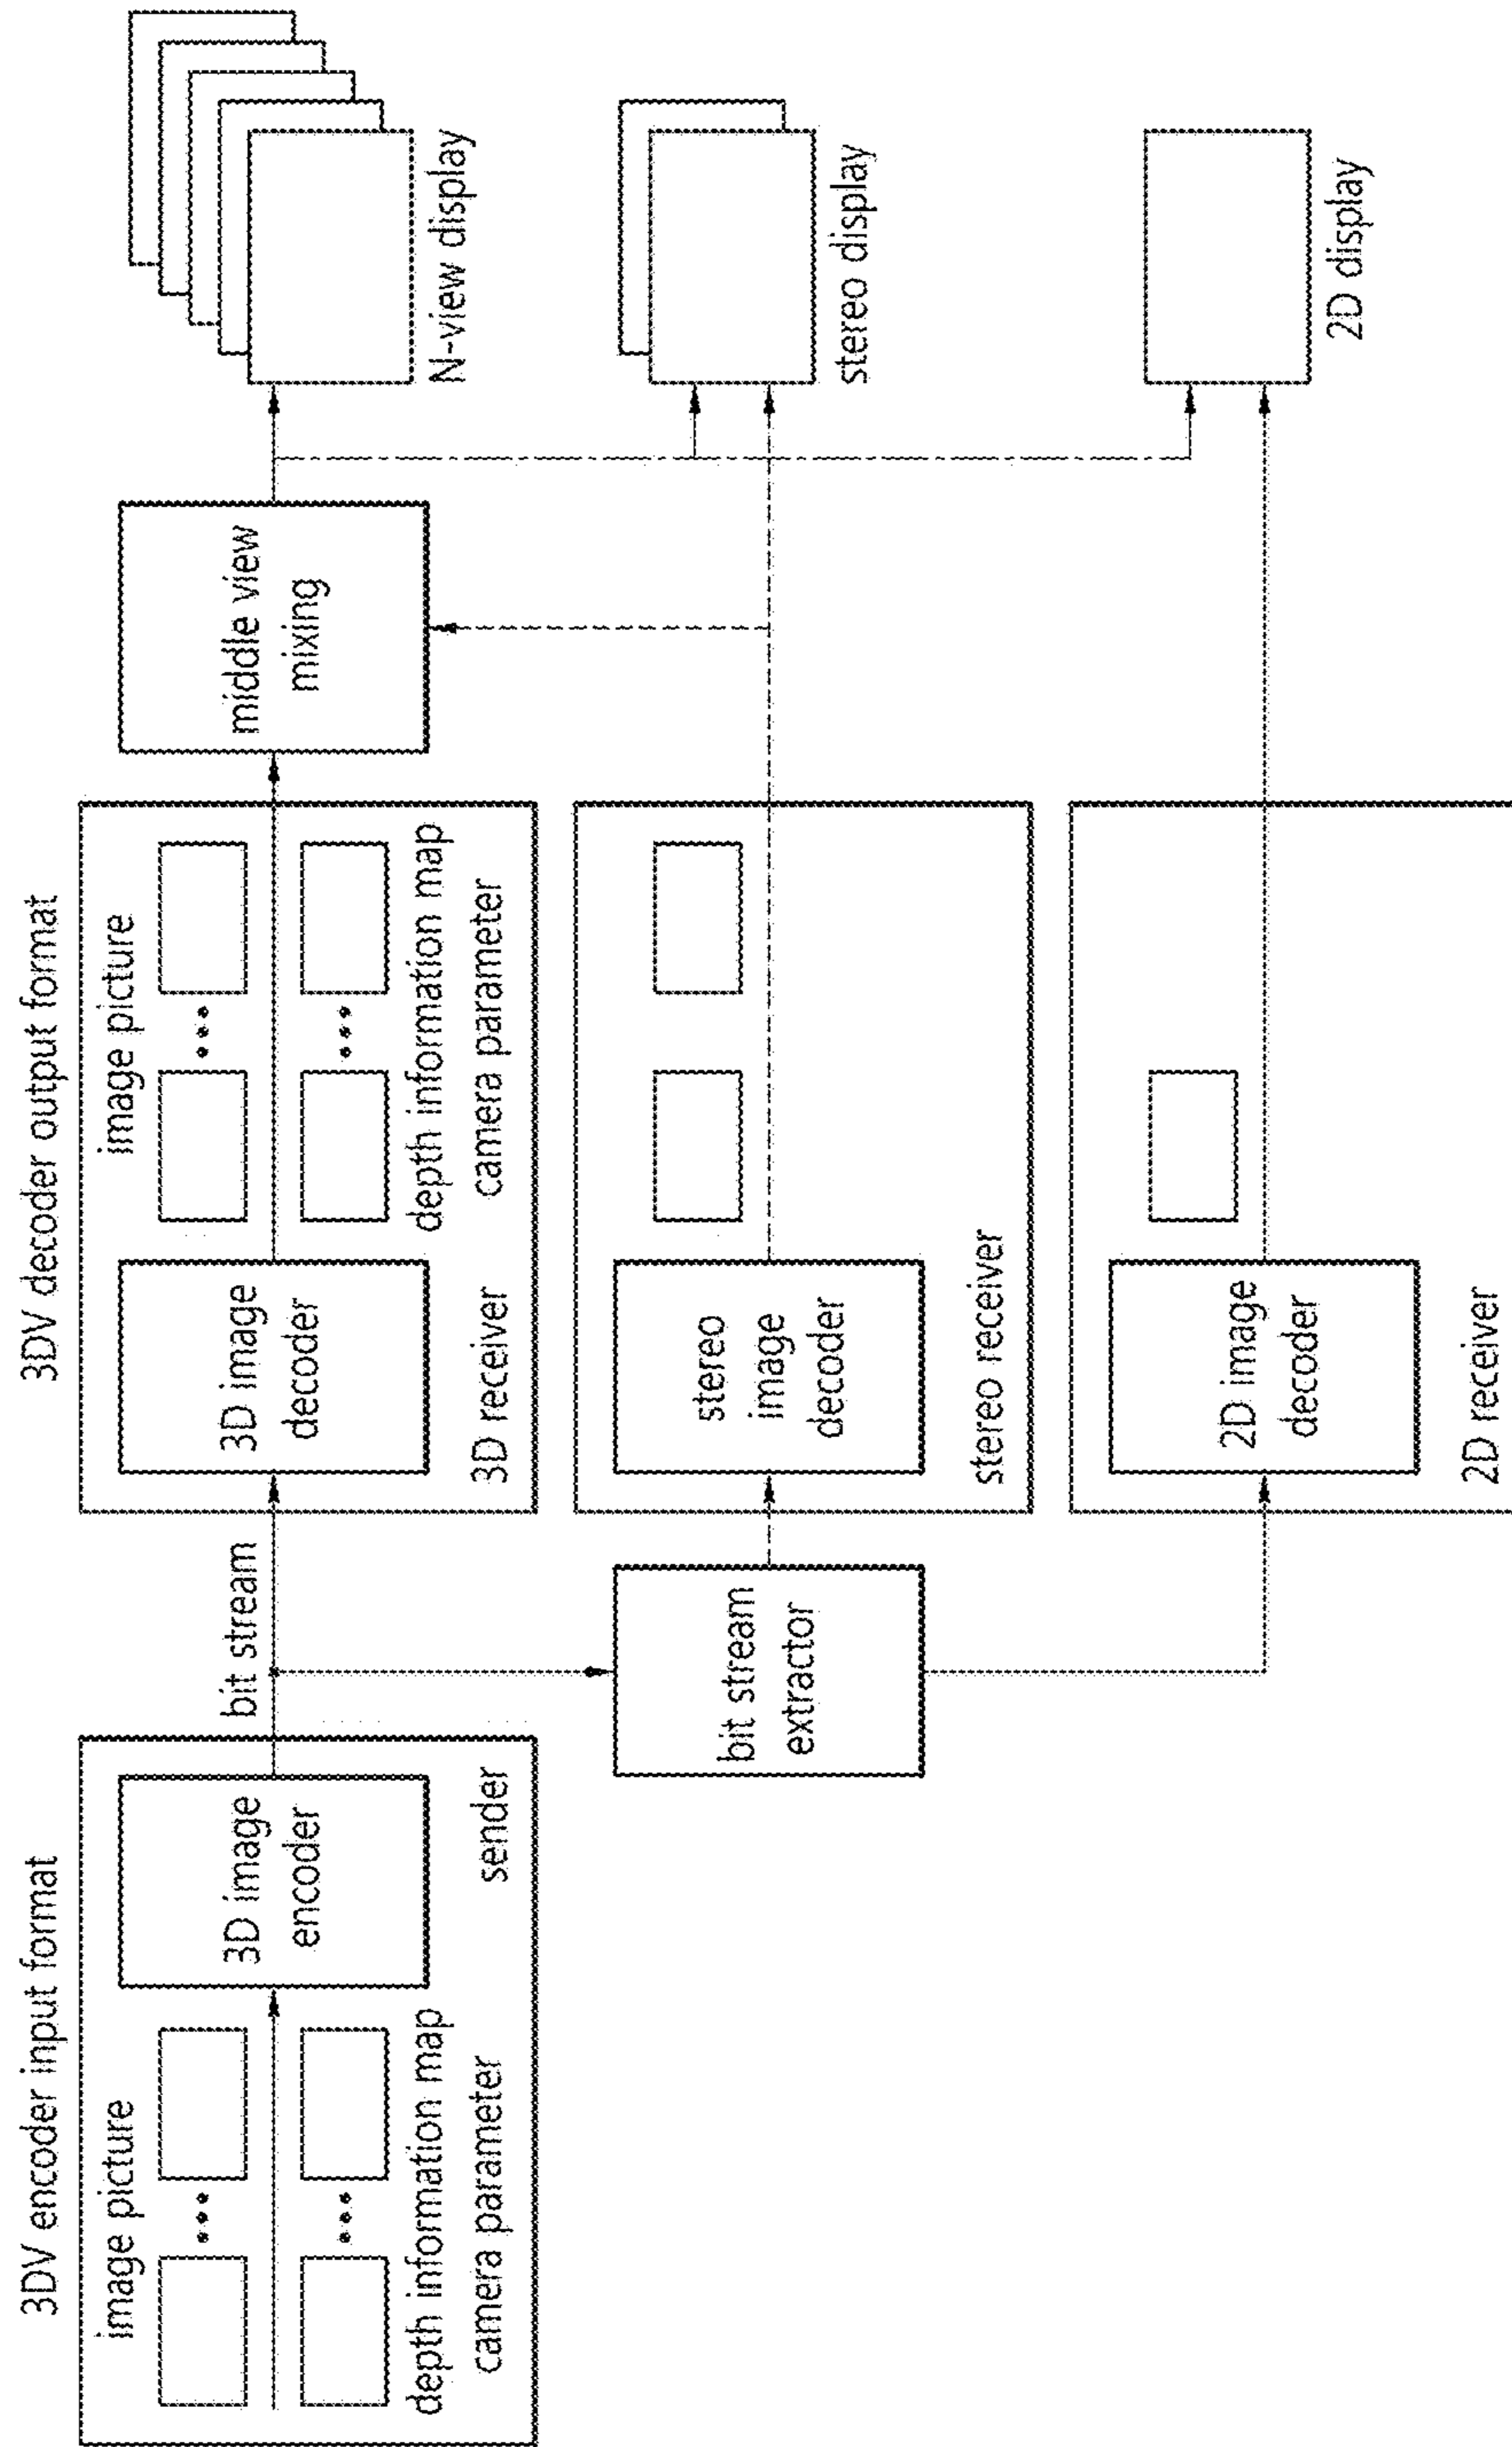 3DV encoder input format
image picture
depth information map
camera parameter
3D image
encoder
sender
bit stream
bit stream
extractor
3DV decoder output format
3D image
decoder
image picture
depth information map
camera parameter
3D receiver
stereo
image
decoder
stereo receiver
2D image
decoder
2D receiver
middle view
mixing
N-view display
stereo display
2D display